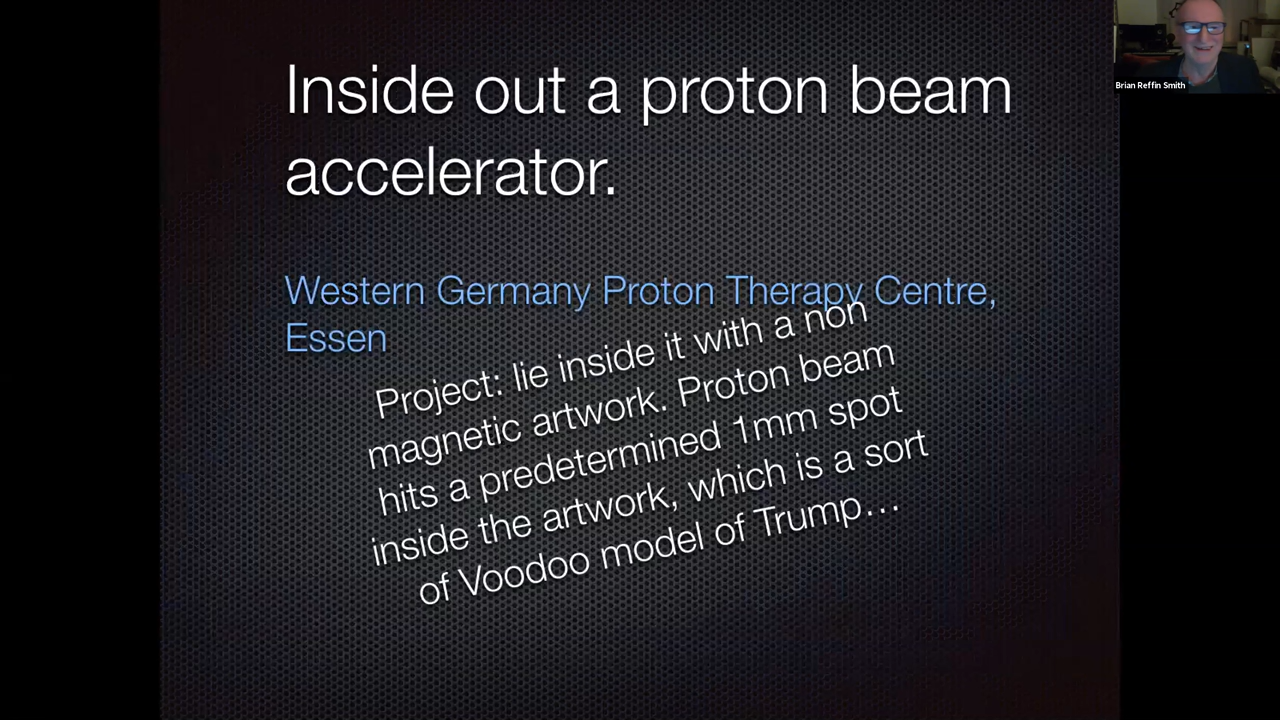 Inside out a proton beam
accelerator.
Brian Reffin Smith
Western Germany Proton Therapy Centre,
Essen
Project: lie inside it with a non
magnetic artwork. Proton beam
hits a predetermined 1mm spot
inside the artwork, which is a sort
of Voodoo model of Trump…